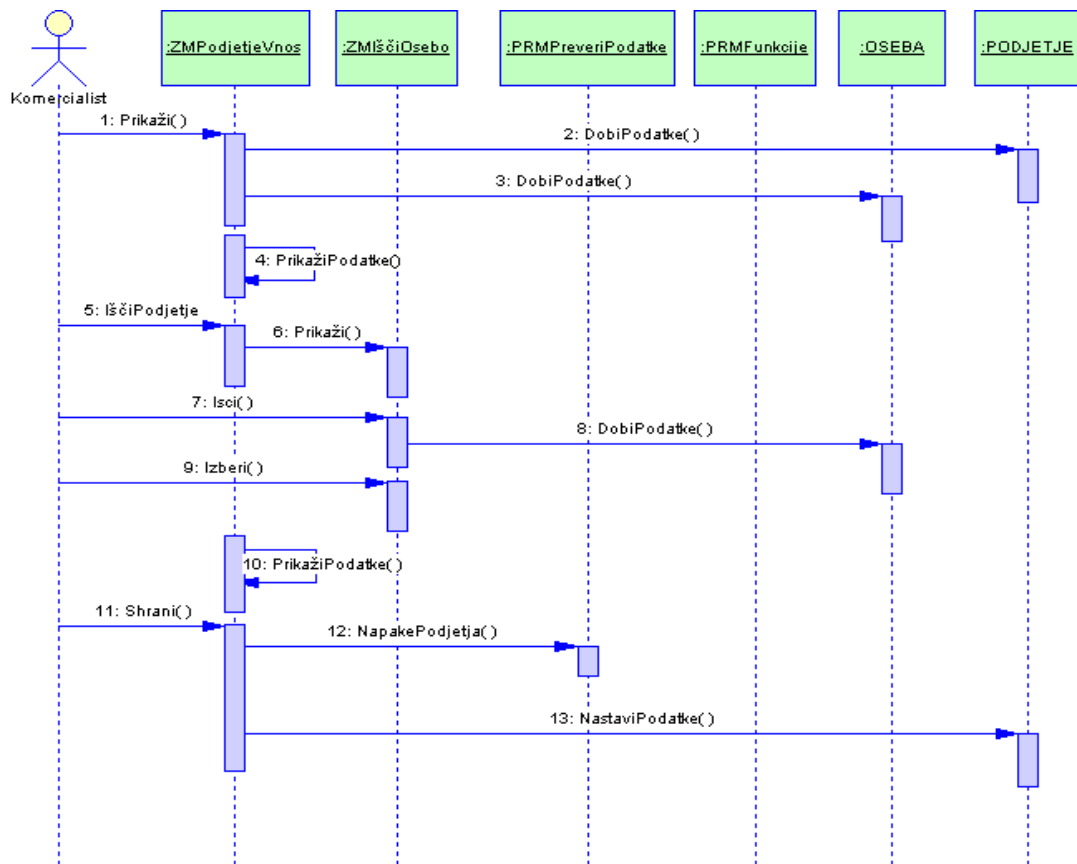 :ZMPodjetjeVnos
:ZMIščiOsebo
:PRMPreveriPodatke
:PRMFunkcije
:OSEBA
:PODJETJE
Komercialist
1: Prikaži()
2: DobiPodatke()
3: DobiPodatke()
4: PrikažiPodatke()
5: IščiPodjetje
6: Prikaži()
7: Isci()
8: DobiPodatke()
9: Izberi()
10: PrikažiPodatke()
11: Shrani()
12: NapakePodjetja()
13: NastaviPodatke()